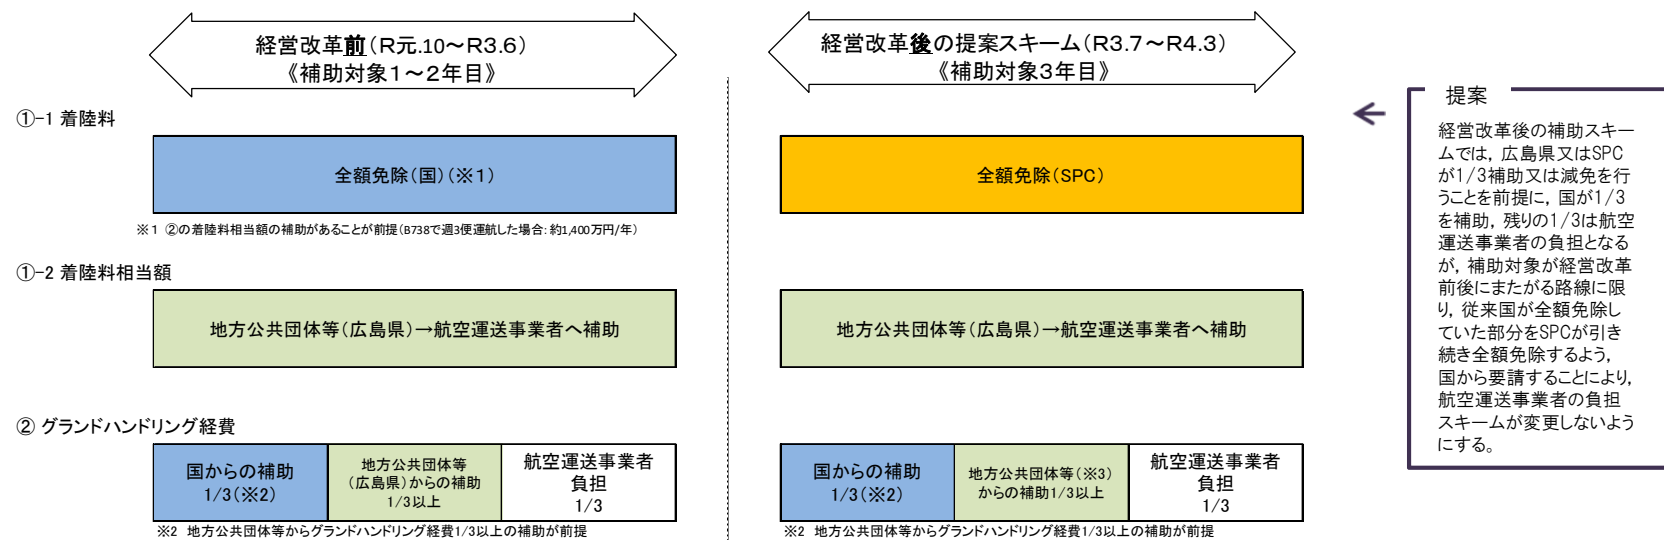 経営改革前(R元.10～R3.6)
《補助対象1～2年目》
経営改革後の提案スキーム(R3.7～R4.3)
《補助対象3年目》
①-1 着陸料
全額免除(国)(※1)
全額免除(SPC)
※1 ②の着陸料相当額の補助があることが前提(B738で週3便運航した場合：約1,400万円/年)
①-2 着陸料相当額
地方公共団体等(広島県)→航空運送事業者へ補助
地方公共団体等(広島県)→航空運送事業者へ補助
② グランドハンドリング経費
国からの補助
1/3(※2)
地方公共団体等
(広島県)からの補助
1/3以上
航空運送事業者
負担
1/3
国からの補助
1/3(※2)
地方公共団体等(※3)
からの補助1/3以上
航空運送事業者
負担
1/3
※2 地方公共団体等からグランドハンドリング経費1/3以上の補助が前提
※2 地方公共団体等からグランドハンドリング経費1/3以上の補助が前提
提案
経営改革後の補助スキー
ムでは，広島県又はSPC
が1/3補助又は減免を行
うことを前提に，国が1/3
を補助，残りの1/3は航空
運送事業者の負担となる
が，補助対象が経営改革
前後にまたがる路線に限
り，従来国が全額免除し
ていた部分をSPCが引き
続き全額免除するよう，
国から要請することにより，
航空運送事業者の負担
スキームが変更しないよう
にする。